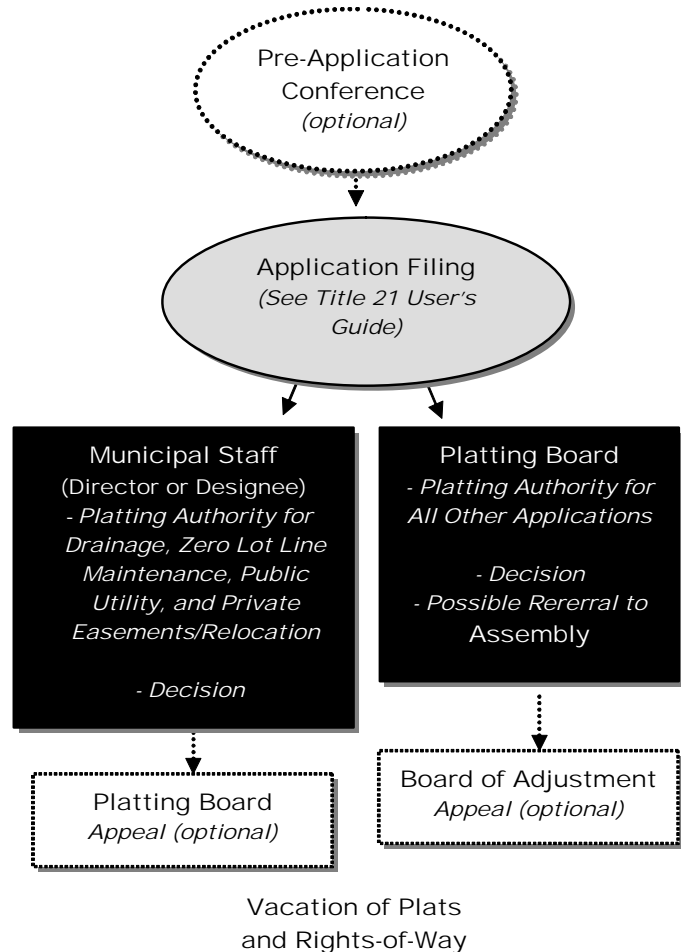 Pre-Application
Conference
(optional)
Application Filing
(See Title 21 User's
Guide)
Municipal Staff
(Director or Designee)
- Platting Authority for
Drainage, Zero Lot Line
Maintenance, Public
Utility, and Private
Easements/Relocation
- Decision
Platting Board
- Platting Authority for
All Other Applications
- Decision
- Possible Rererral to
Assembly
Platting Board
Appeal (optional)
Board of Adjustment
Appeal (optional)
Vacation of Plats
and Rights-of-Way